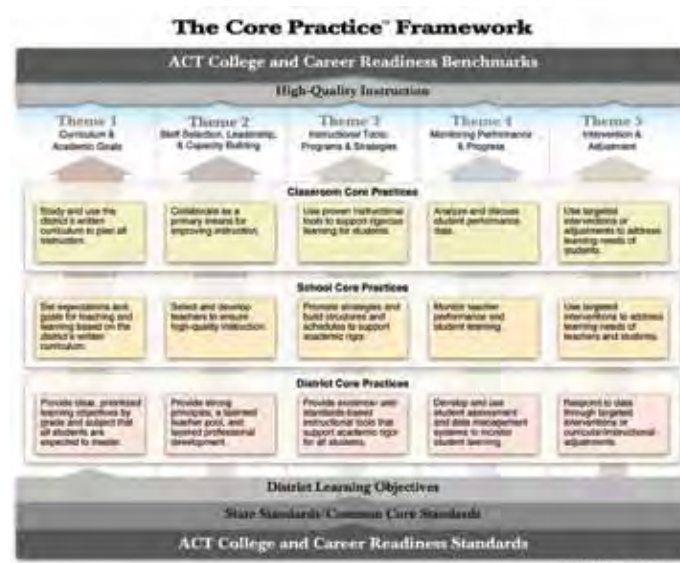 The Core Practice™ Framework
ACT College and Career Readiness Benchmarks
High-Quality Instruction
Theme 1
Curriculum &
Academic Goals
Theme 2
Staff Selection, Leadership,
& Capacity Building
Theme 3
Instructional Tools:
Programs & Strategies
Theme 4
Monitoring Performance
& Progress
Theme 5
Intervention &
Adjustment
Classroom Core Practices
Study and use the
district's written
curriculum to plan all
instruction.
Collaborate as a
primary means for
improving instruction.
Use proven instructional
tools to support rigorous
learning for students.
Analyze and discuss
student performance
data.
Use targeted
interventions or
adjustments to address
learning needs of
students.
School Core Practices
Set expectations and
goals for teaching and
learning based on the
district's written
curriculum.
Select and develop
teachers to ensure
high-quality instruction.
Promote strategies and
build structures and
schedules to support
academic rigor.
Monitor teacher
performance and
student learning.
Use targeted
interventions to address
learning needs of
teachers and students.
District Core Practices
Provide clear, prioritized
learning objectives by
grade and subject that
all students are
expected to master.
Provide strong
principals, a talented
teacher pool, and
layered professional
development.
Provide evidence- and
standards-based
instructional tools that
support academic rigor
for all students.
Develop and use
student assessment
and data management
systems to monitor
student learning.
Respond to data
through targeted
interventions or
curricular/instructional
adjustments.
District Learning Objectives
State Standards/Common Core Standards
ACT College and Career Readiness Standards